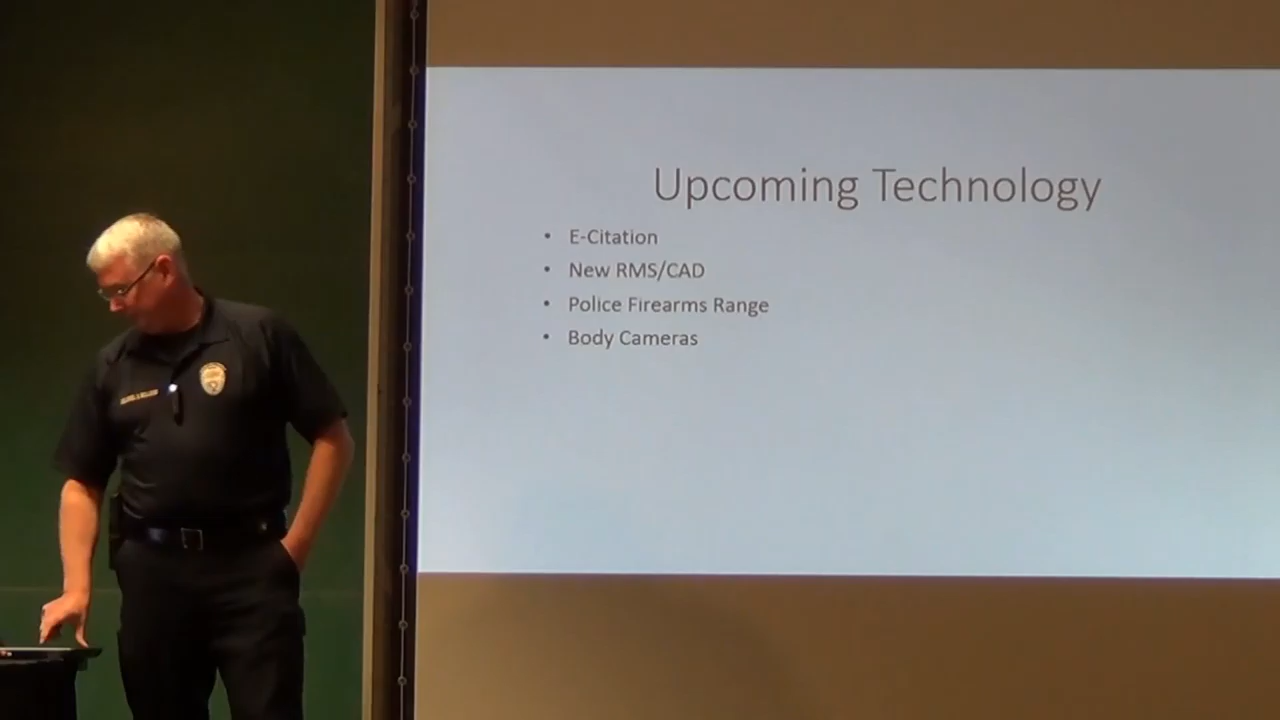 Upcoming Technology
• E-Citation
• New RMS/CAD
• Police Firearms Range
• Body Cameras